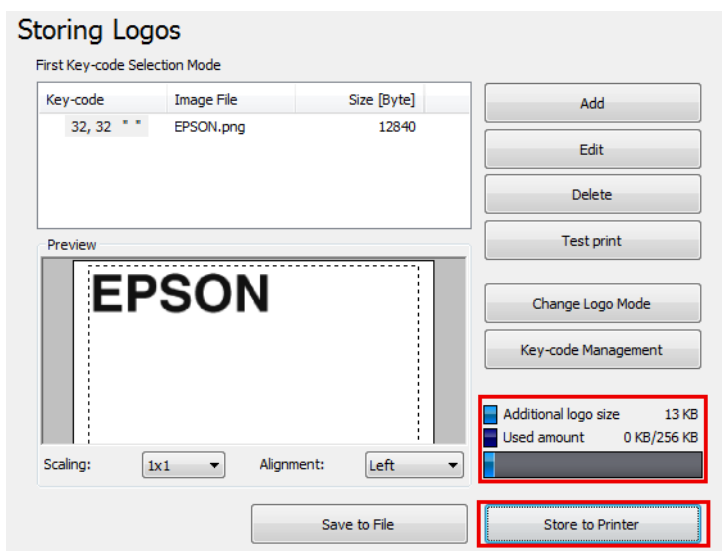 Storing Logos
First Key-code Selection Mode
Key-code Image File Size [Byte]
32, 32 " " EPSON.png 12840
Add
Edit
Delete
Test print
Preview
EPSON
Change Logo Mode
Key-code Management
Additional logo size 13 KB
Used amount 0 KB/256 KB
Scaling: 1x1 Alignment: Left
Save to File
Store to Printer